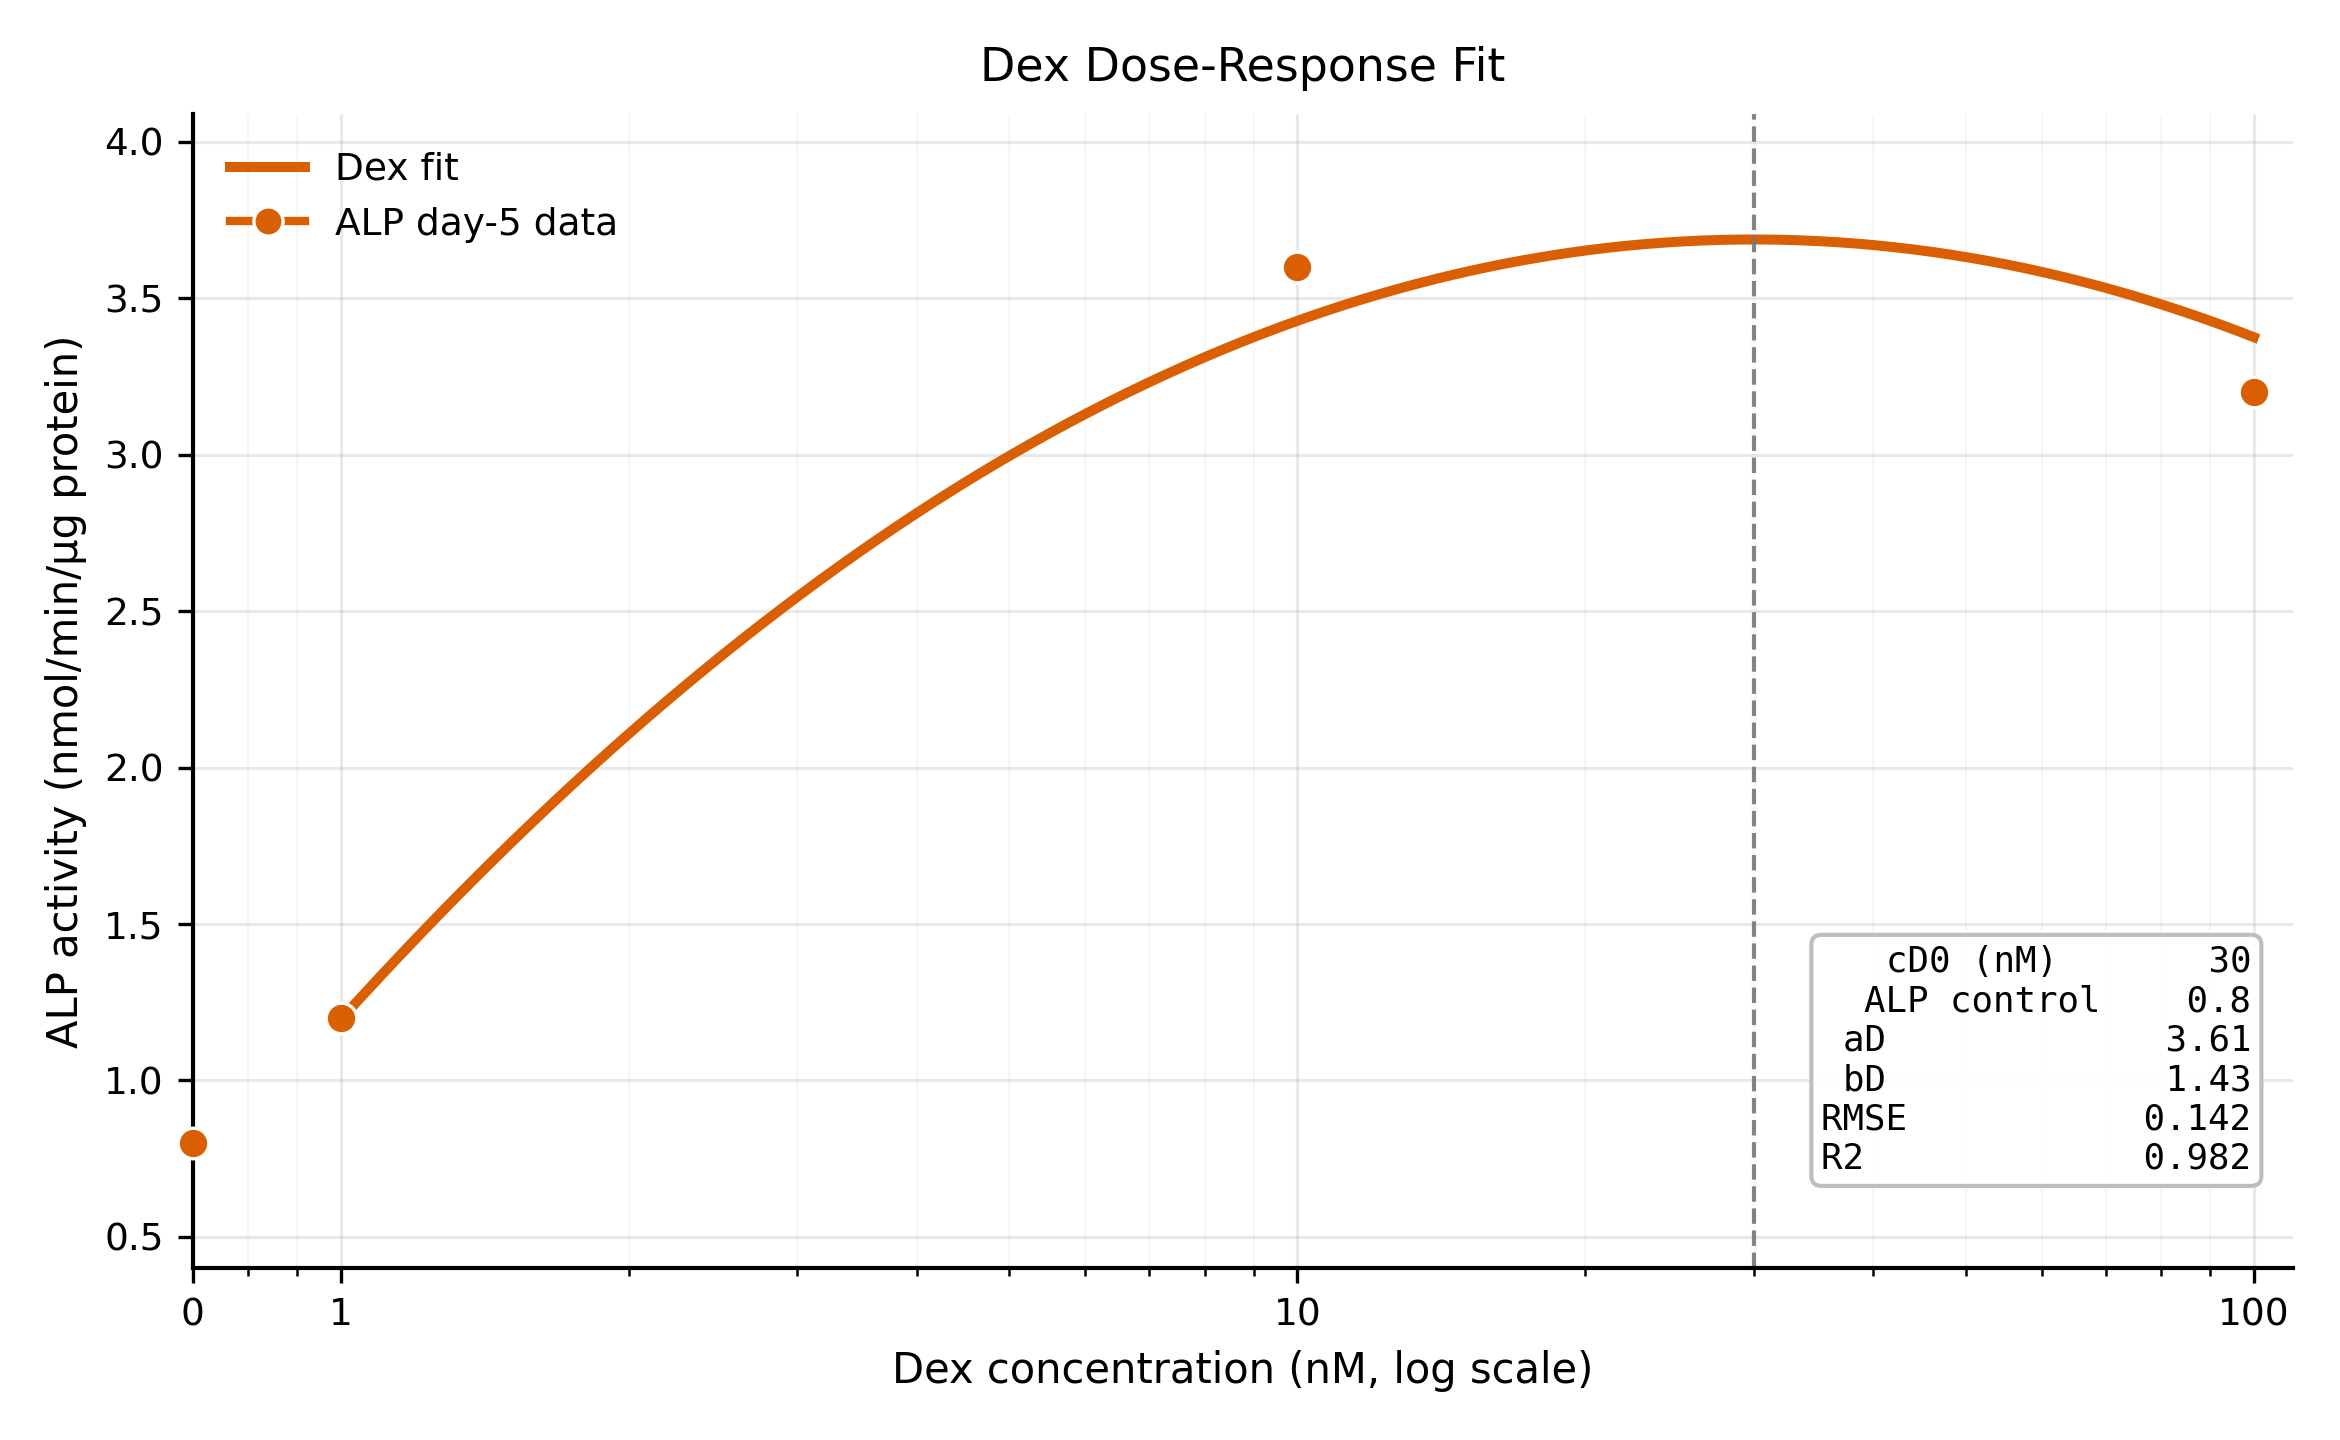 Dex Dose-Response Fit
Dex fit
ALP day-5 data
ALP activity (nmol/min/µg protein)
4.0
3.5
3.0
2.5
2.0
1.5
1.0
0.5
cD0 (nM) 30
ALP control 0.8
aD 3.61
bD 1.43
RMSE 0.142
R2 0.982
0 1 10 100
Dex concentration (nM, log scale)